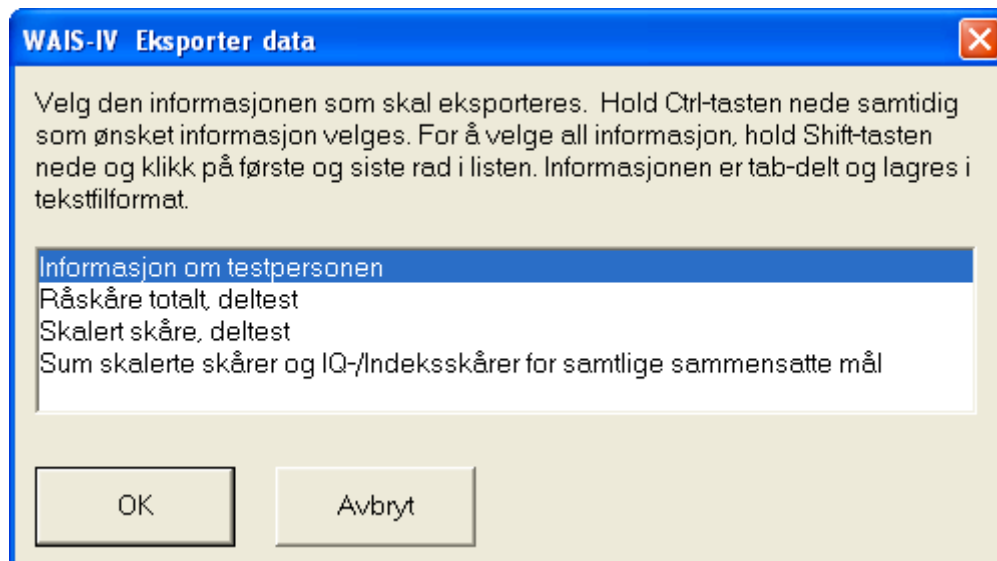 WAIS-IV Eksporter data
Velg den informasjonen som skal eksporteres. Hold Ctrl-tasten nede samtidig
som ønsket informasjon velges. For å velge all informasjon, hold Shift-tasten
nede og klikk på første og siste rad i listen. Informasjonen er tab-delt og lagres i
tekstfilformat.
Informasjon om testpersonen
Råskåre totalt, deltest
Skalert skåre, deltest
Sum skalerte skårer og IQ-/Indeksskårer for samtlige sammensatte mål
OK
Avbryt